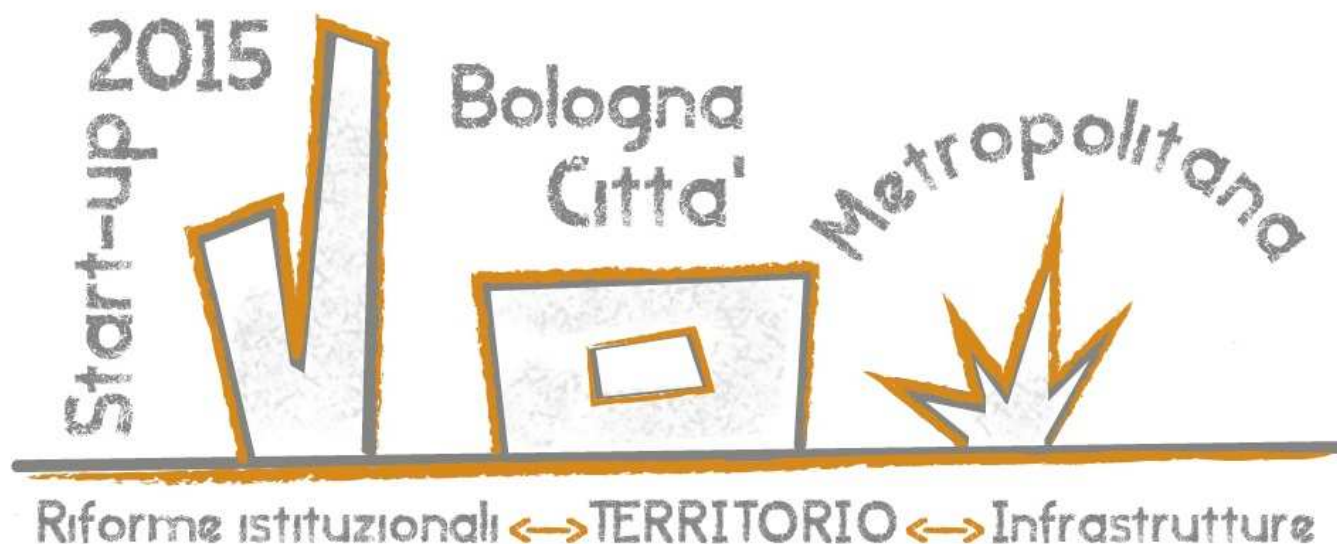 Start-up 2015
Bologna
Citta'
Metropolitana
Riforme istituzionali <-> TERRITORIO <-> Infrastrutture